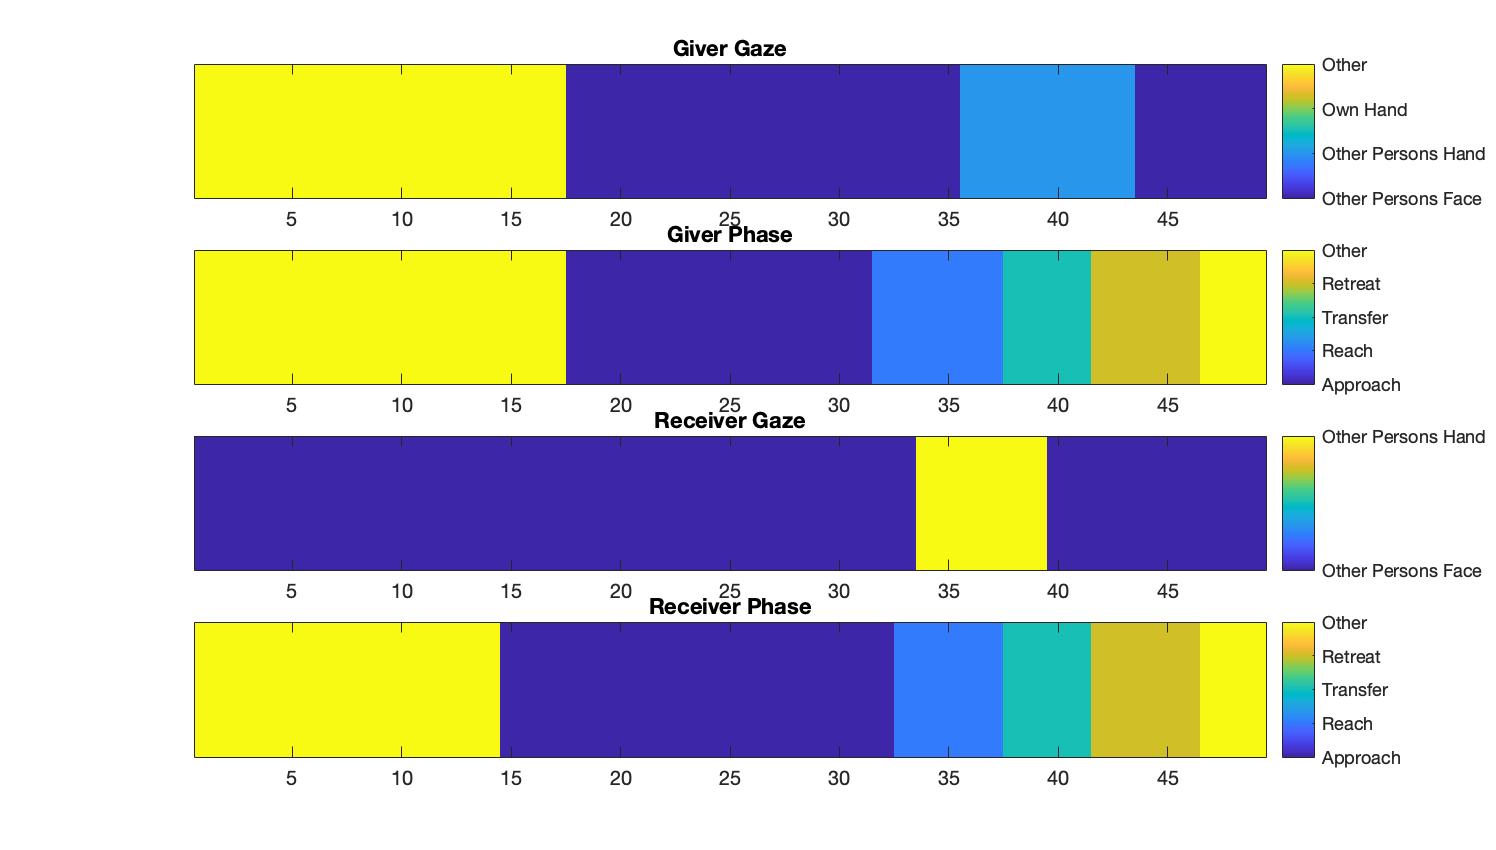 Giver Gaze
Other
Own Hand
Other Persons Hand
Other Persons Face
5 10 15 20 25 30 35 40 45
Giver Phase
Other
Retreat
Transfer
Reach
Approach
5 10 15 20 25 30 35 40 45
Receiver Gaze
Other Persons Hand
Other Persons Face
5 10 15 20 25 30 35 40 45
Receiver Phase
Other
Retreat
Transfer
Reach
Approach
5 10 15 20 25 30 35 40 45